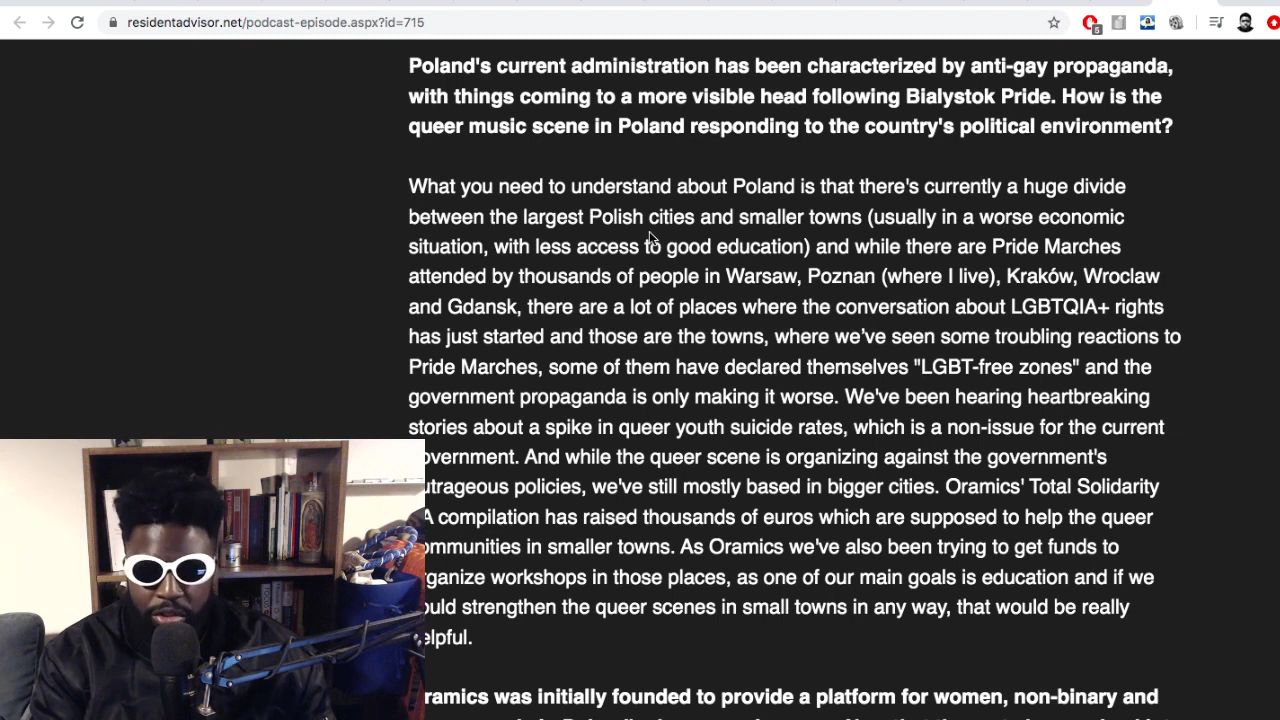 residentadvisor.net/podcast-episode.aspx?id=715
5
Poland's current administration has been characterized by anti-gay propaganda,
with things coming to a more visible head following Bialystok Pride. How is the
queer music scene in Poland responding to the country's political environment?
What you need to understand about Poland is that there's currently a huge divide
between the largest Polish cities and smaller towns (usually in a worse economic
situation, with less access to good education) and while there are Pride Marches
attended by thousands of people in Warsaw, Poznan (where I live), Kraków, Wroclaw
and Gdansk, there are a lot of places where the conversation about LGBTQIA+ rights
has just started and those are the towns, where we've seen some troubling reactions to
Pride Marches, some of them have declared themselves "LGBT-free zones" and the
government propaganda is only making it worse. We've been hearing heartbreaking
stories about a spike in queer youth suicide rates, which is a non-issue for the current
overnment. And while the queer scene is organizing against the government's
utrageous policies, we've still mostly based in bigger cities. Oramics' Total Solidarity
A compilation has raised thousands of euros which are supposed to help the queer
ommunities in smaller towns. As Oramics we've also been trying to get funds to
rganize workshops in those places, as one of our main goals is education and if we
ould strengthen the queer scenes in small towns in any way, that would be really
elpful.
ramics was initially founded to provide a platform for women, non-binary and